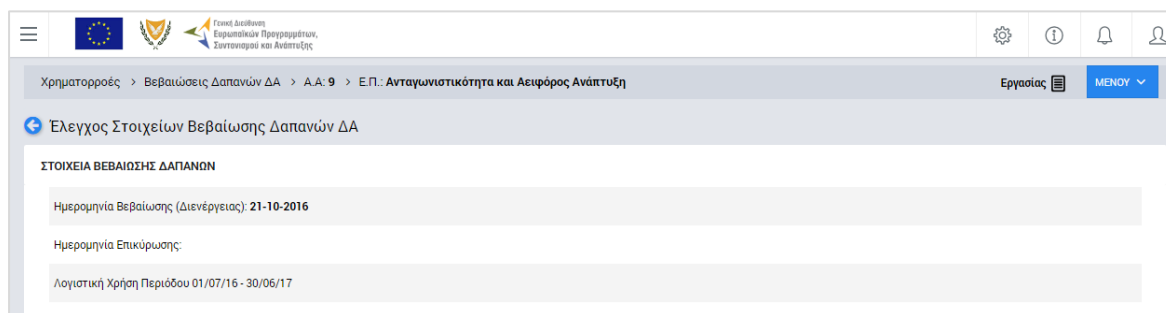 Γενική Διεύθυνση
Ευρωπαϊκών Προγραμμάτων,
Συντονισμού και Ανάπτυξης
Χρηματορροές > Βεβαιώσεις Δαπανών ΔΑ > Α.Α: 9 > Ε.Π.: Ανταγωνιστικότητα και Αειφόρος Ανάπτυξη Εργασίας ΜΕΝΟΥ
Έλεγχος Στοιχείων Βεβαίωσης Δαπανών ΔΑ
ΣΤΟΙΧΕΙΑ ΒΕΒΑΙΩΣΗΣ ΔΑΠΑΝΩΝ
Ημερομηνία Βεβαίωσης (Διενέργειας): 21-10-2016
Ημερομηνία Επικύρωσης:
Λογιστική Χρήση Περιόδου 01/07/16 - 30/06/17